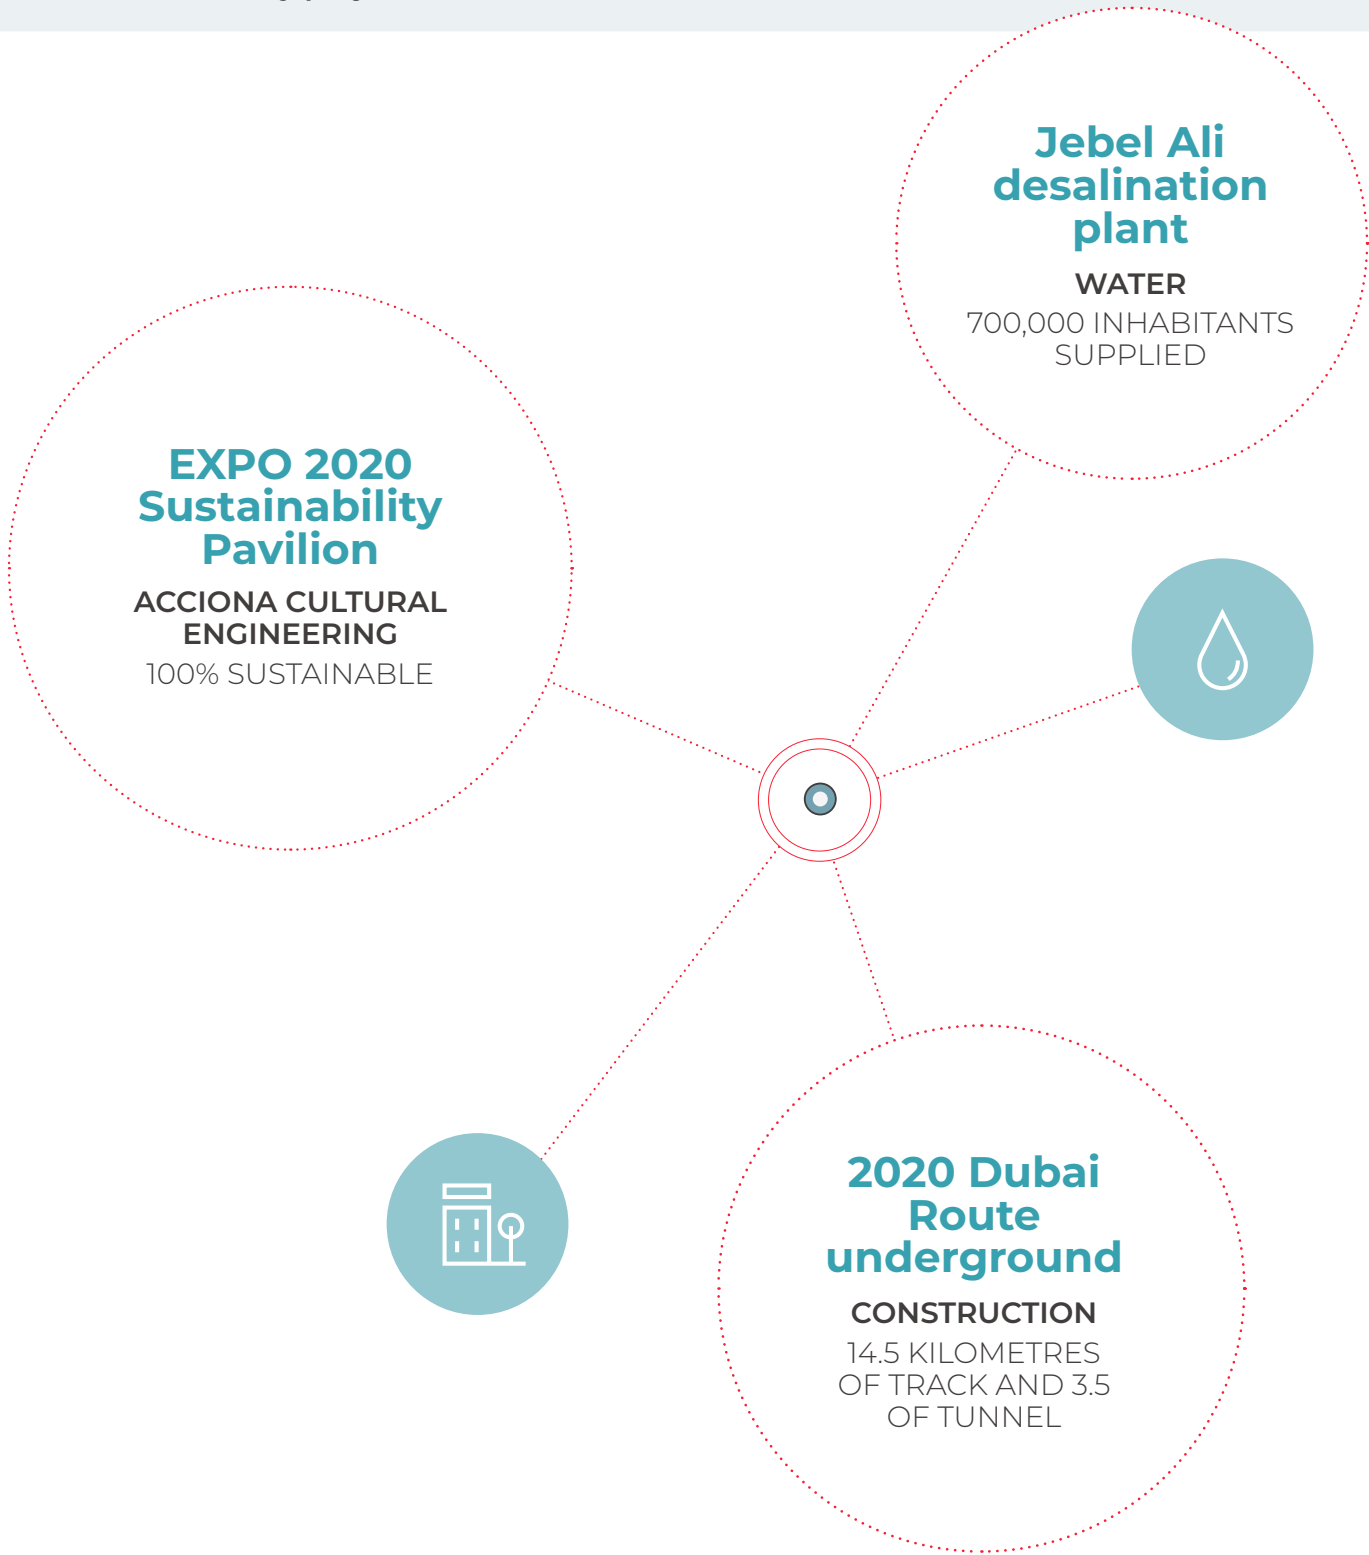 Jebel Ali
desalination
plant
WATER
700,000 INHABITANTS
SUPPLIED
EXPO 2020
Sustainability
Pavilion
ACCIONA CULTURAL
ENGINEERING
100% SUSTAINABLE
2020 Dubai
Route
underground
CONSTRUCTION
14.5 KILOMETRES
OF TRACK AND 3.5
OF TUNNEL